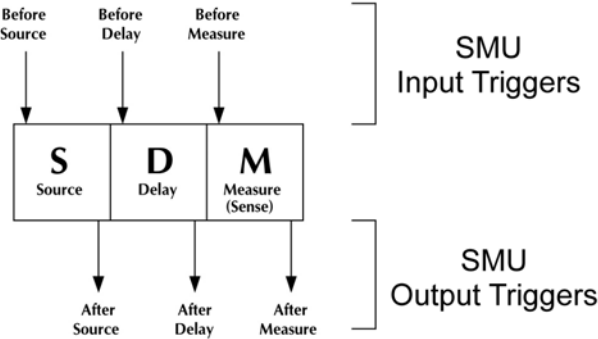 Before
Source
Before
Delay
Before
Measure
SMU
Input Triggers
S
Source
D
Delay
M
Measure
(Sense)
SMU
Output Triggers
After
Source
After
Delay
After
Measure